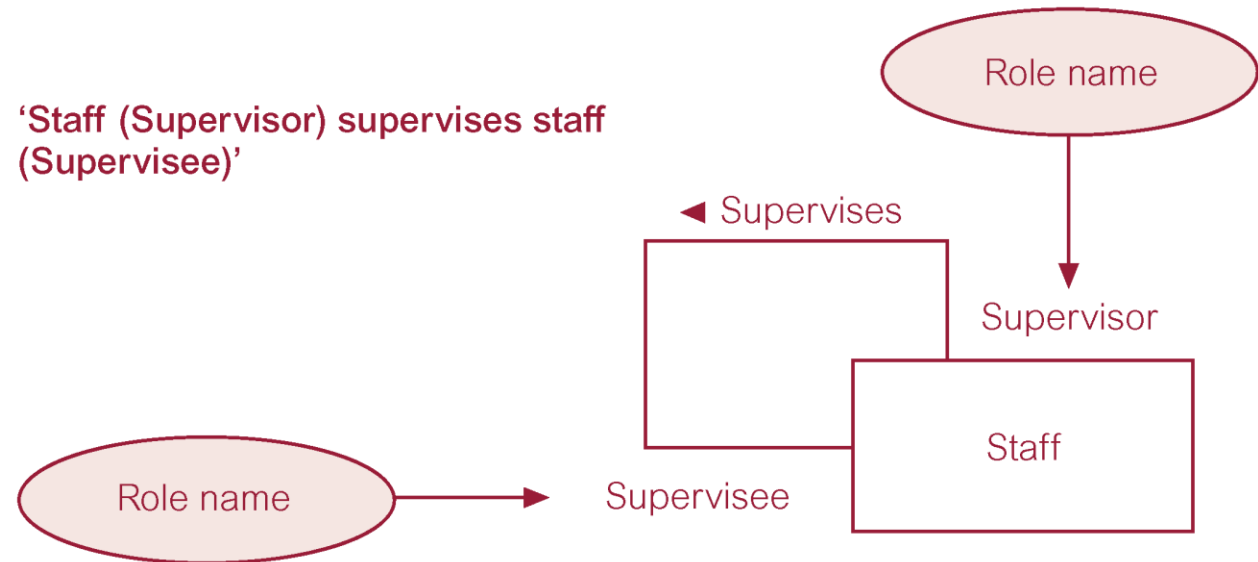 Role name
‘Staff (Supervisor) supervises staff
(Supervisee)’
◄ Supervises
Supervisor
Staff
Role name
Supervisee